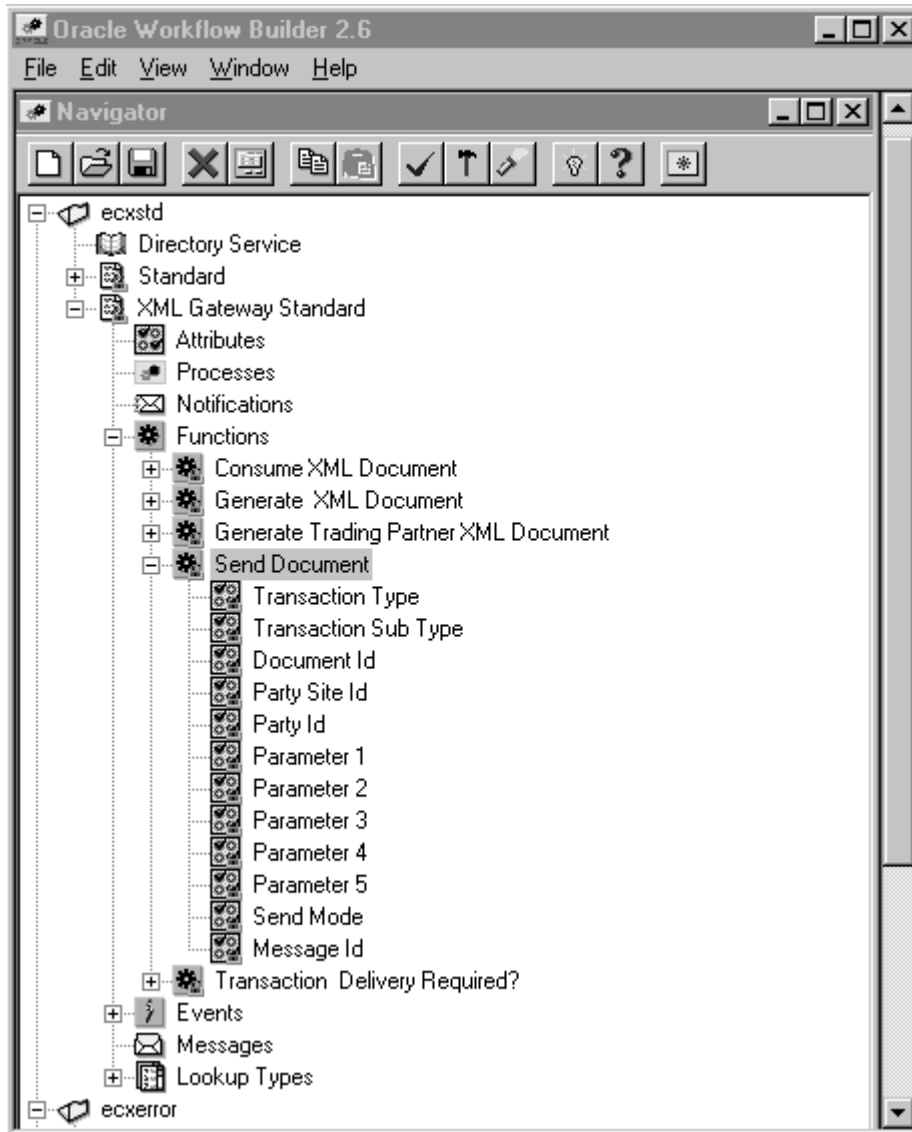 Oracle Workflow Builder 2.6
File Edit View Window Help
Navigator
ecxstd
Directory Service
Standard
XML Gateway Standard
Attributes
Processes
Notifications
Functions
Consume XML Document
Generate XML Document
Generate Trading Partner XML Document
Send Document
Transaction Type
Transaction Sub Type
Document Id
Party Site Id
Party Id
Parameter 1
Parameter 2
Parameter 3
Parameter 4
Parameter 5
Send Mode
Message Id
Transaction Delivery Required?
Events
Messages
Lookup Types
ecxerror